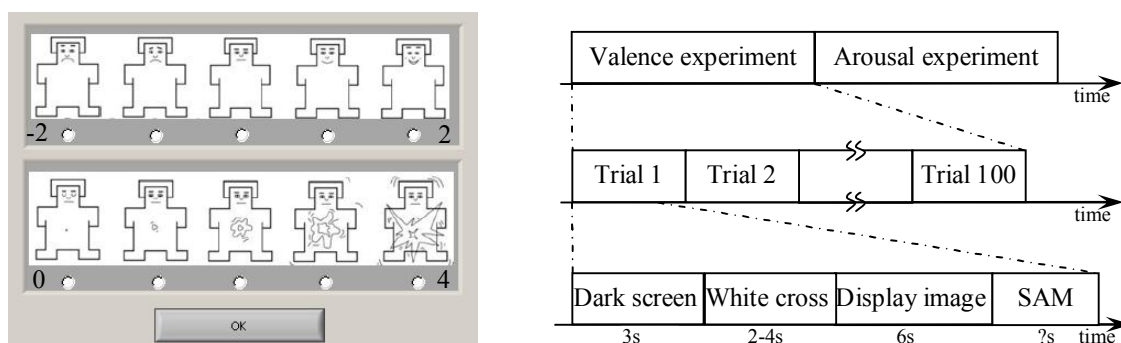 -2 2
0 4
OK
Valence experiment Arousal experiment
time
Trial 1 Trial 2 Trial 100
time
Dark screen White cross Display image SAM
3s 2-4s 6s ?s time